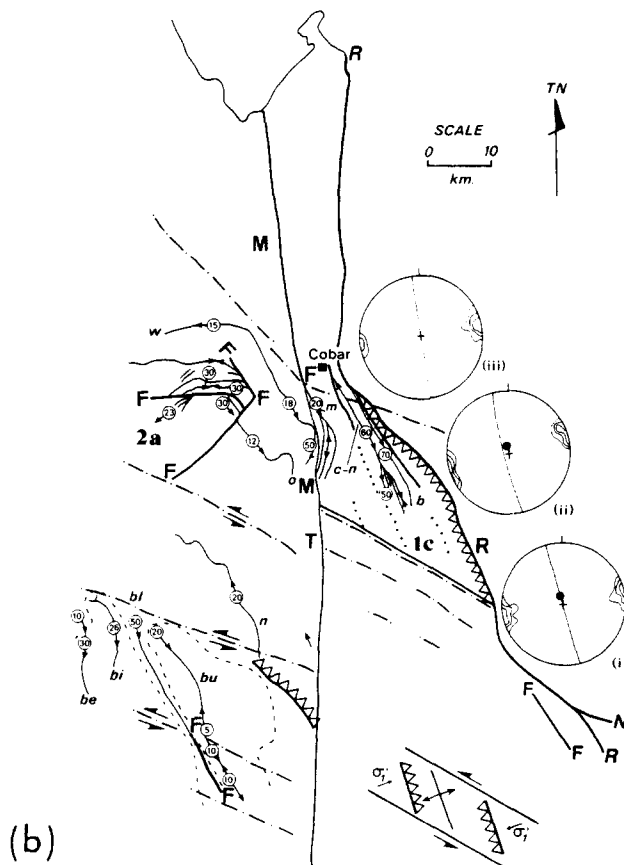 R
TN
SCALE
0 10
km.
M
(iii)
Cobar
w
15
F
F
30
30
F
F
23
30
2a
12
18
20
m
50
60
70
50
c-n
o
M
b
F
(ii)
T
1c
R
bl
n
20
10
30
26
50
20
bi
bu
be
F
5
10
10
F
(i)
F
F
R
N
σ₁'
σ₁'
(b)